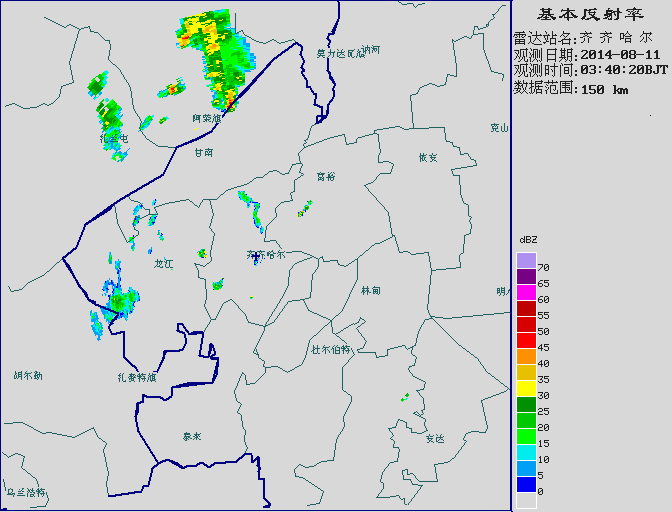 基本反射率
雷达站名:齐 齐 哈 尔
观测日期:2014-08-11
观测时间:03:40:20BJT
数据范围:150 km
莫力达瓦旗
讷河
阿荣旗
克山
扎兰屯
甘南
依安
富裕
齐齐哈尔
龙江
林甸
明水
杜尔伯特
胡尔勒
扎赉特旗
泰来
安达
乌兰浩特
dBZ
70
65
60
55
50
45
40
35
30
25
20
15
10
5
0